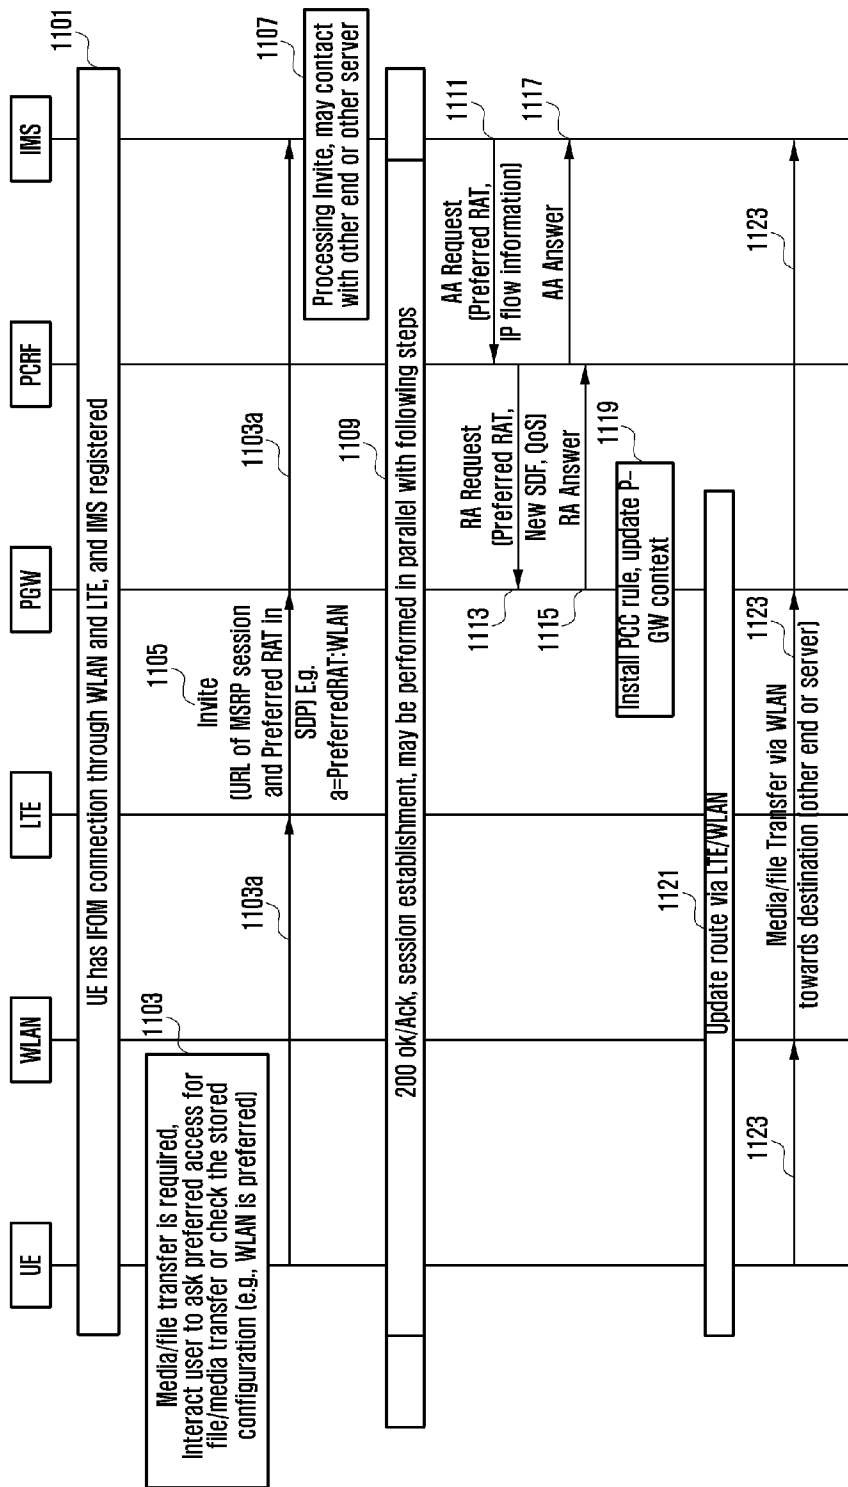 UE
WLAN
LTE
PGW
PCRF
IMS
1101
UE has IFOM connection through WLAN and LTE, and IMS registered
1103
Media/file transfer is required,
Interact user to ask preferred access for
file/media transfer or check the stored
configuration (e.g., WLAN is preferred)
1103a
1105
Invite
(URL of MSRP session
and Preferred RAT in
SDP) E.g.
a=PreferredRAT:WLAN
1103a
1107
Processing Invite, may contact
with other end or other server
1109
200 ok/Ack, session establishment, may be performed in parallel with following steps
1111
AA Request
(Preferred RAT,
IP flow information)
1113
RA Request
(Preferred RAT,
New SDF, QoS)
1115
RA Answer
AA Answer
1117
1119
Install PCC rule, update P-
GW context
1121
Update route via LTE/WLAN
1123
Media/file Transfer via WLAN
towards destination (other end or server)
1123
1123